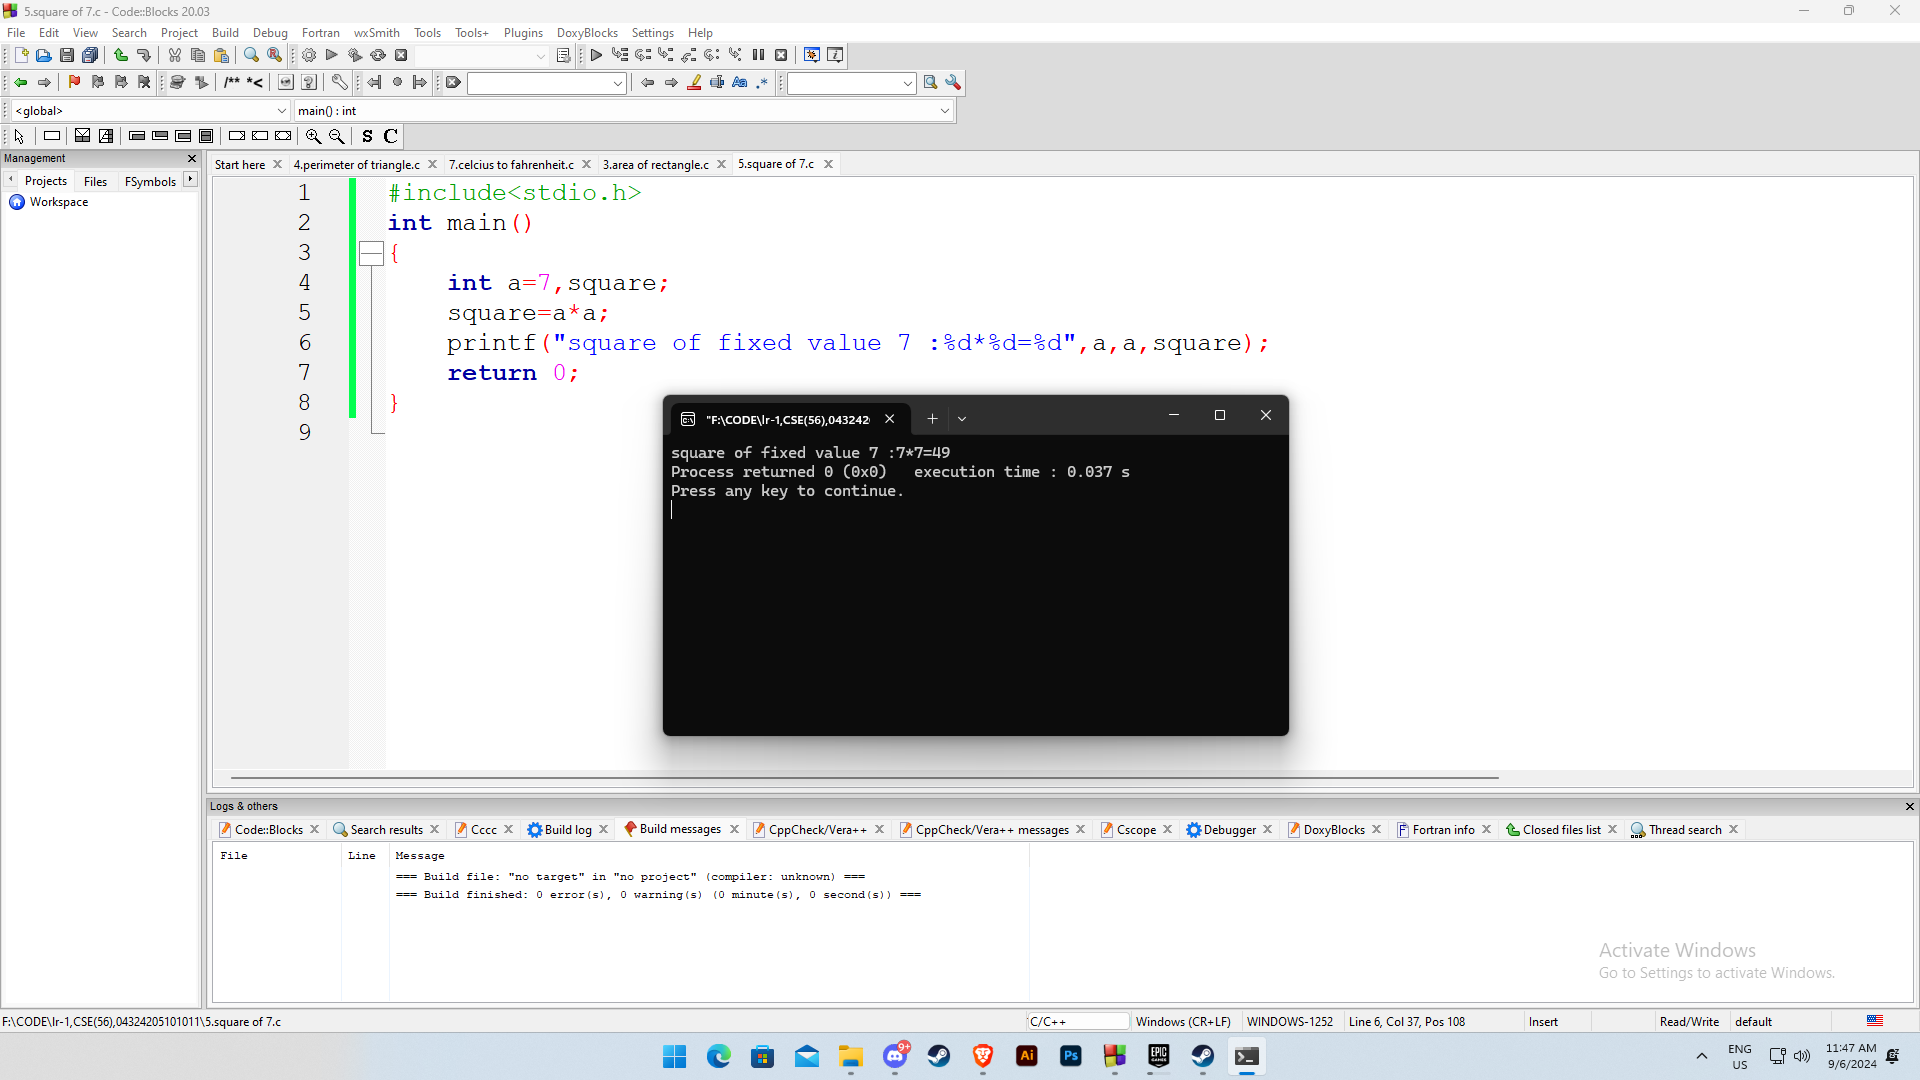 5.square of 7.c - Code::Blocks 20.03
File Edit View Search Project Build Debug Fortran wxSmith Tools Tools+ Plugins DoxyBlocks Settings Help
<global> main() : int
S C
Management
Projects Files FSymbols
Workspace
Start here 4.perimeter of triangle.c 7.celcius to fahrenheit.c 3.area of rectangle.c 5.square of 7.c
1 #include<stdio.h>
2 int main()
3 {
4 int a=7,square;
5 square=a*a;
6 printf("square of fixed value 7 :%d*%d=%d",a,a,square);
7 return 0;
8 }
9
"F:\CODE\lr-1,CSE(56),043242
square of fixed value 7 :7*7=49
Process returned 0 (0x0)   execution time : 0.037 s
Press any key to continue.
Logs & others
Code::Blocks Search results Cccc Build log Build messages CppCheck/Vera++ CppCheck/Vera++ messages Cscope Debugger DoxyBlocks Fortran info Closed files list Thread search
File Line Message
=== Build file: "no target" in "no project" (compiler: unknown) ===
=== Build finished: 0 error(s), 0 warning(s) (0 minute(s), 0 second(s)) ===
Activate Windows
Go to Settings to activate Windows.
F:\CODE\lr-1,CSE(56),04324205101011\5.square of 7.c C/C++ Windows (CR+LF) WINDOWS-1252 Line 6, Col 37, Pos 108 Insert Read/Write default
9+ Ai Ps EPIC GAMES
ENG US
11:47 AM
9/6/2024